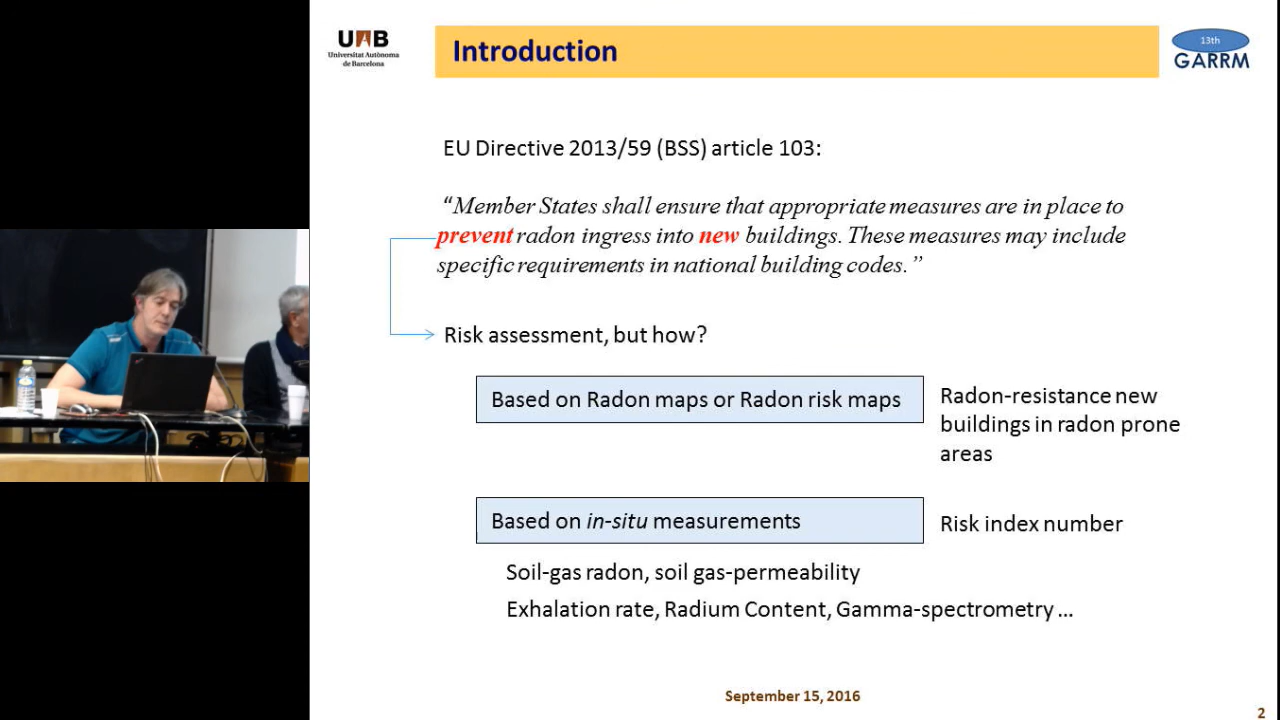 UAB
Universitat Autònoma
de Barcelona
Introduction
13th
GARRM
EU Directive 2013/59 (BSS) article 103:
“Member States shall ensure that appropriate measures are in place to
prevent radon ingress into new buildings. These measures may include
specific requirements in national building codes.”
Risk assessment, but how?
Based on Radon maps or Radon risk maps
Radon-resistance new
buildings in radon prone
areas
Based on in-situ measurements
Risk index number
Soil-gas radon, soil gas-permeability
Exhalation rate, Radium Content, Gamma-spectrometry ...
September 15, 2016
2